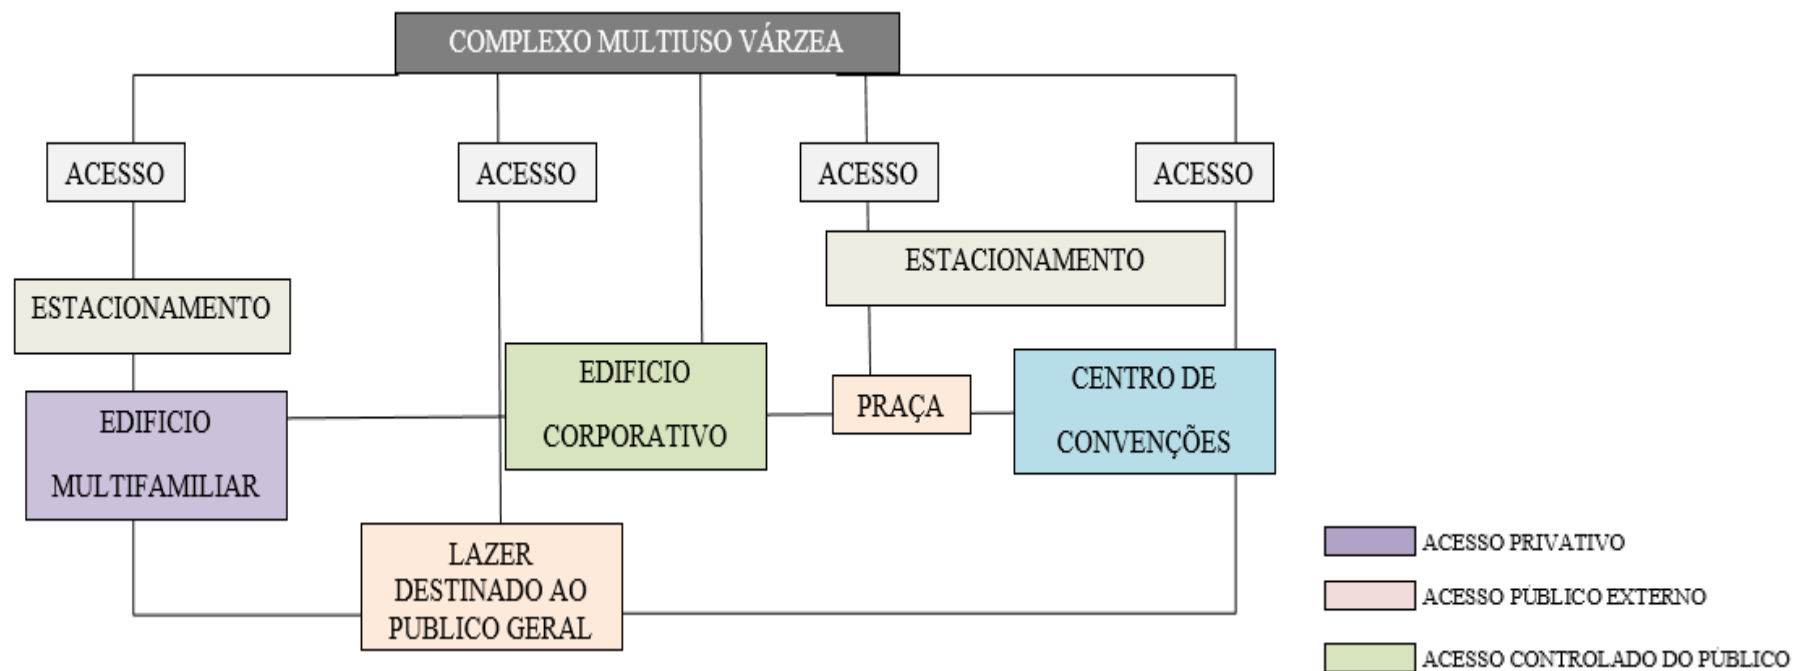 COMPLEXO MULTIUSO VÁRZEA
ACESSO
ACESSO
ACESSO
ACESSO
ESTACIONAMENTO
ESTACIONAMENTO
EDIFICIO
CORPORATIVO
CENTRO DE
CONVENÇÕES
PRAÇA
EDIFICIO
MULTIFAMILIAR
LAZER
DESTINADO AO
PUBLICO GERAL
ACESSO PRIVATIVO
ACESSO PÚBLICO EXTERNO
ACESSO CONTROLADO DO PÚBLICO